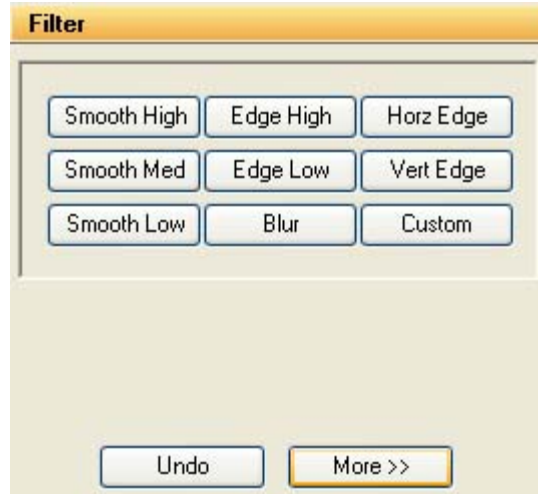 Filter
Smooth High Edge High Horz Edge
Smooth Med Edge Low Vert Edge
Smooth Low Blur Custom
Undo More >>